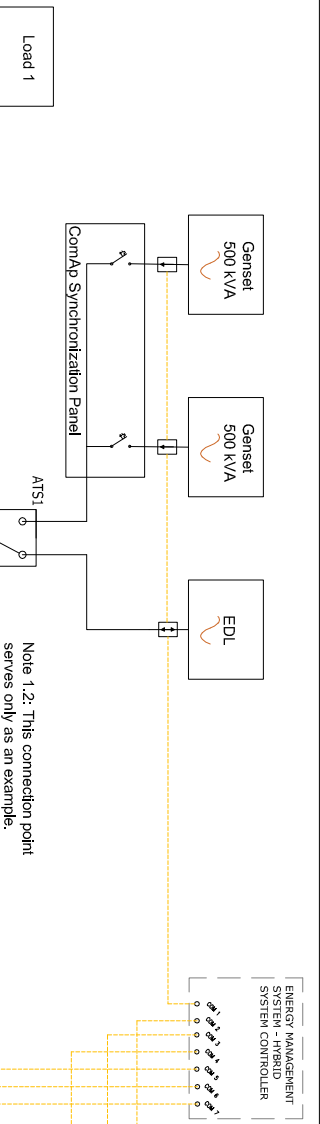 Load 1
Genset
500 kVA
Genset
500 kVA
EDL
ComAp Synchronization Panel
ATS1
Note 1.2: This connection point
serves only as an example.
ENERGY MANAGEMENT
SYSTEM - HYBRID
SYSTEM CONTROLLER
COM 1
COM 2
COM 3
COM 4
COM 5
COM 6
COM 7